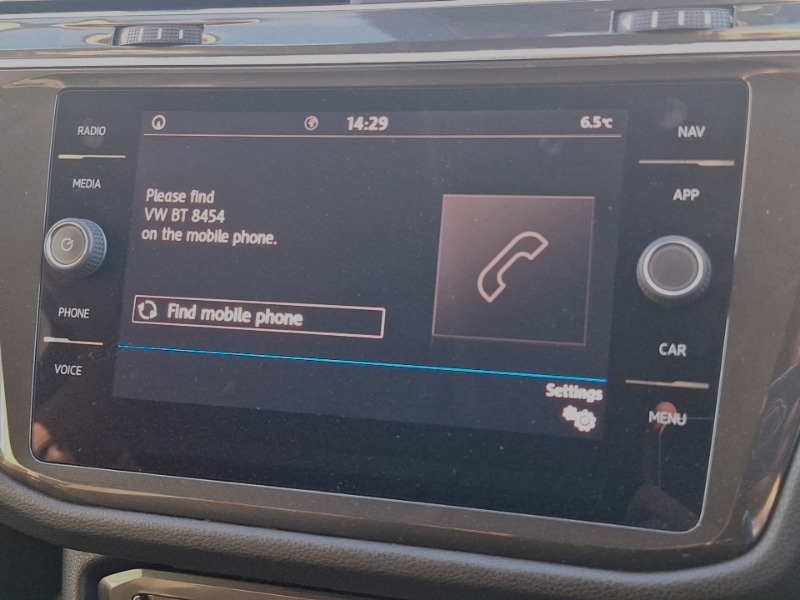 RADIO
MEDIA
PHONE
VOICE
14:29
6.5°C
Please find
VW BT 8454
on the mobile phone.
Find mobile phone
Settings
NAV
APP
CAR
MENU